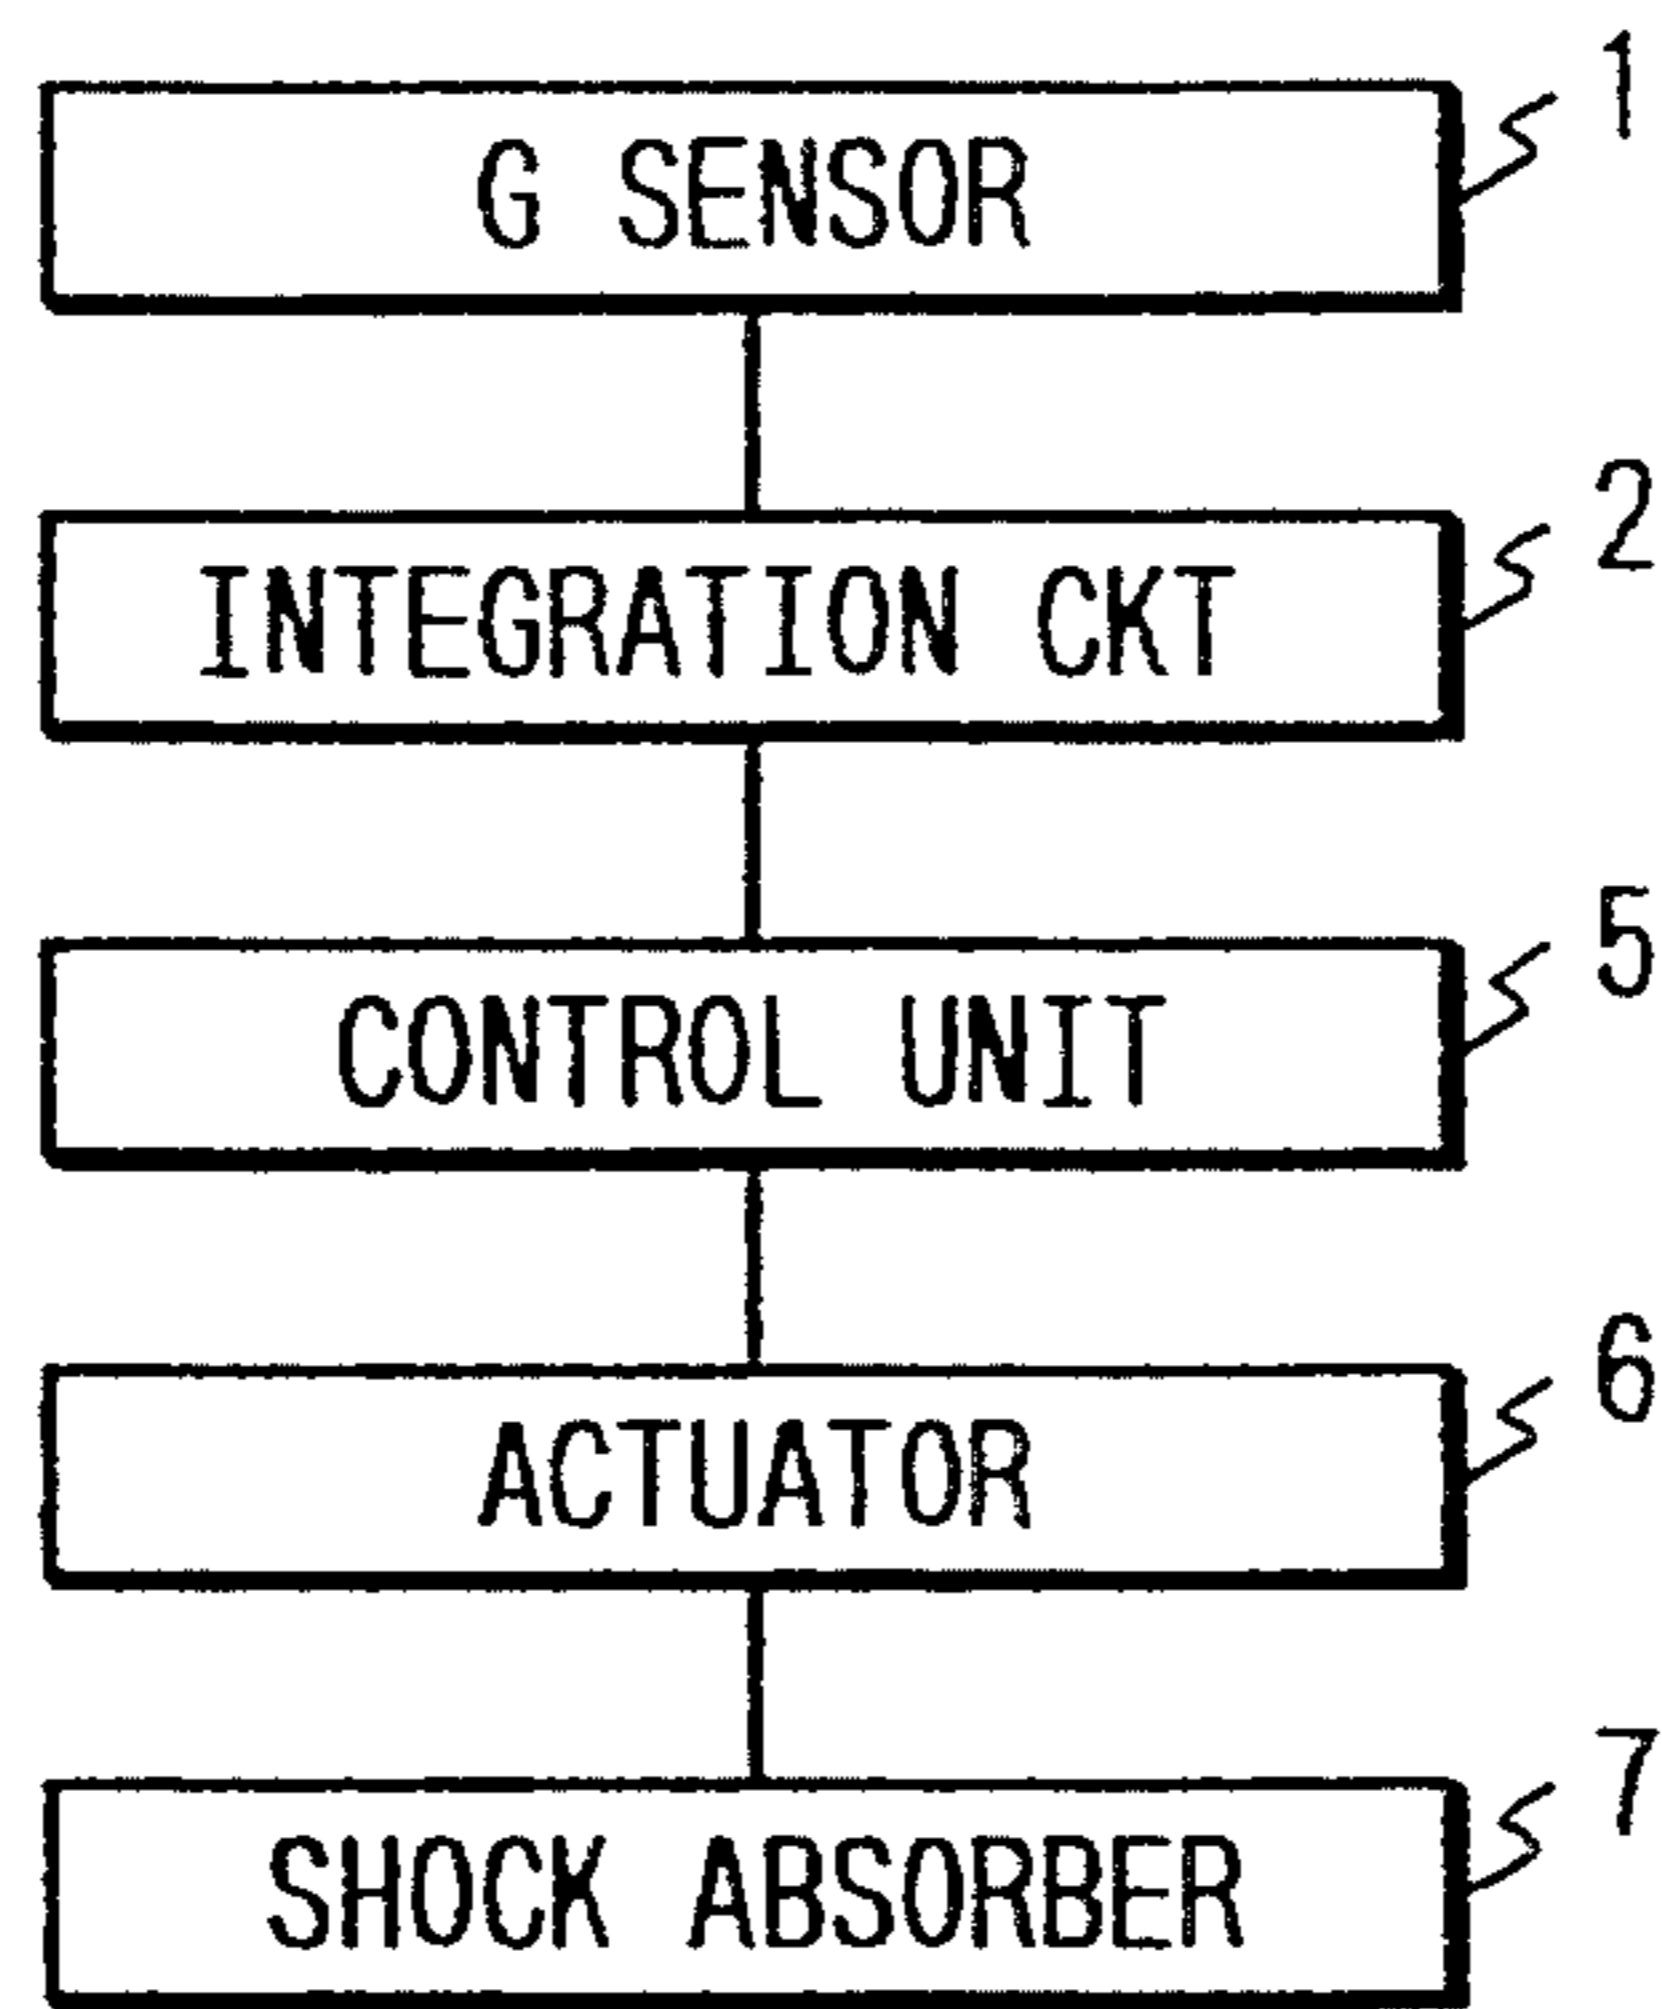 1
G SENSOR
2
INTEGRATION CKT
5
CONTROL UNIT
6
ACTUATOR
7
SHOCK ABSORBER